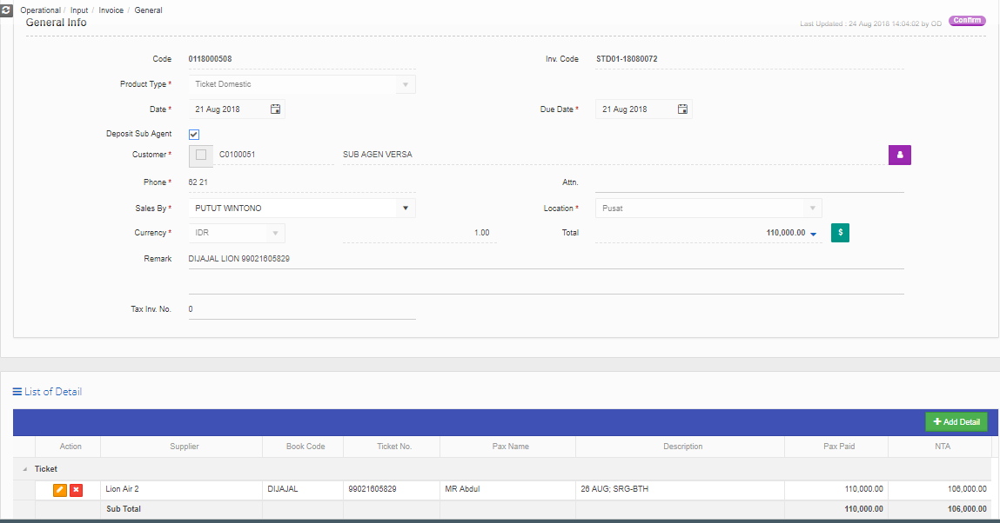 Operational / Input / Invoice / General
General Info
Last Updated : 24 Aug 2018 14:04:02 by GD Confirm
Code 0118000508 Inv. Code STD01-18080072
Product Type * Ticket Domestic
Date * 21 Aug 2018 Due Date * 21 Aug 2018
Deposit Sub Agent
Customer * C0100051 SUB AGEN VERSA
Phone * 62 21 Attn.
Sales By * PUTUT WINTONO Location * Pusat
Currency * IDR 1.00 Total 110,000.00 $
Remark DIJAJAL LION 99021605829
Tax Inv. No. 0
List of Detail
Add Detail
Action Supplier Book Code Ticket No. Pax Name Description Pax Paid NTA
Ticket
Lion Air 2 DIJAJAL 99021605829 MR Abdul 26 AUG; SRG-BTH 110,000.00 106,000.00
Sub Total 110,000.00 106,000.00